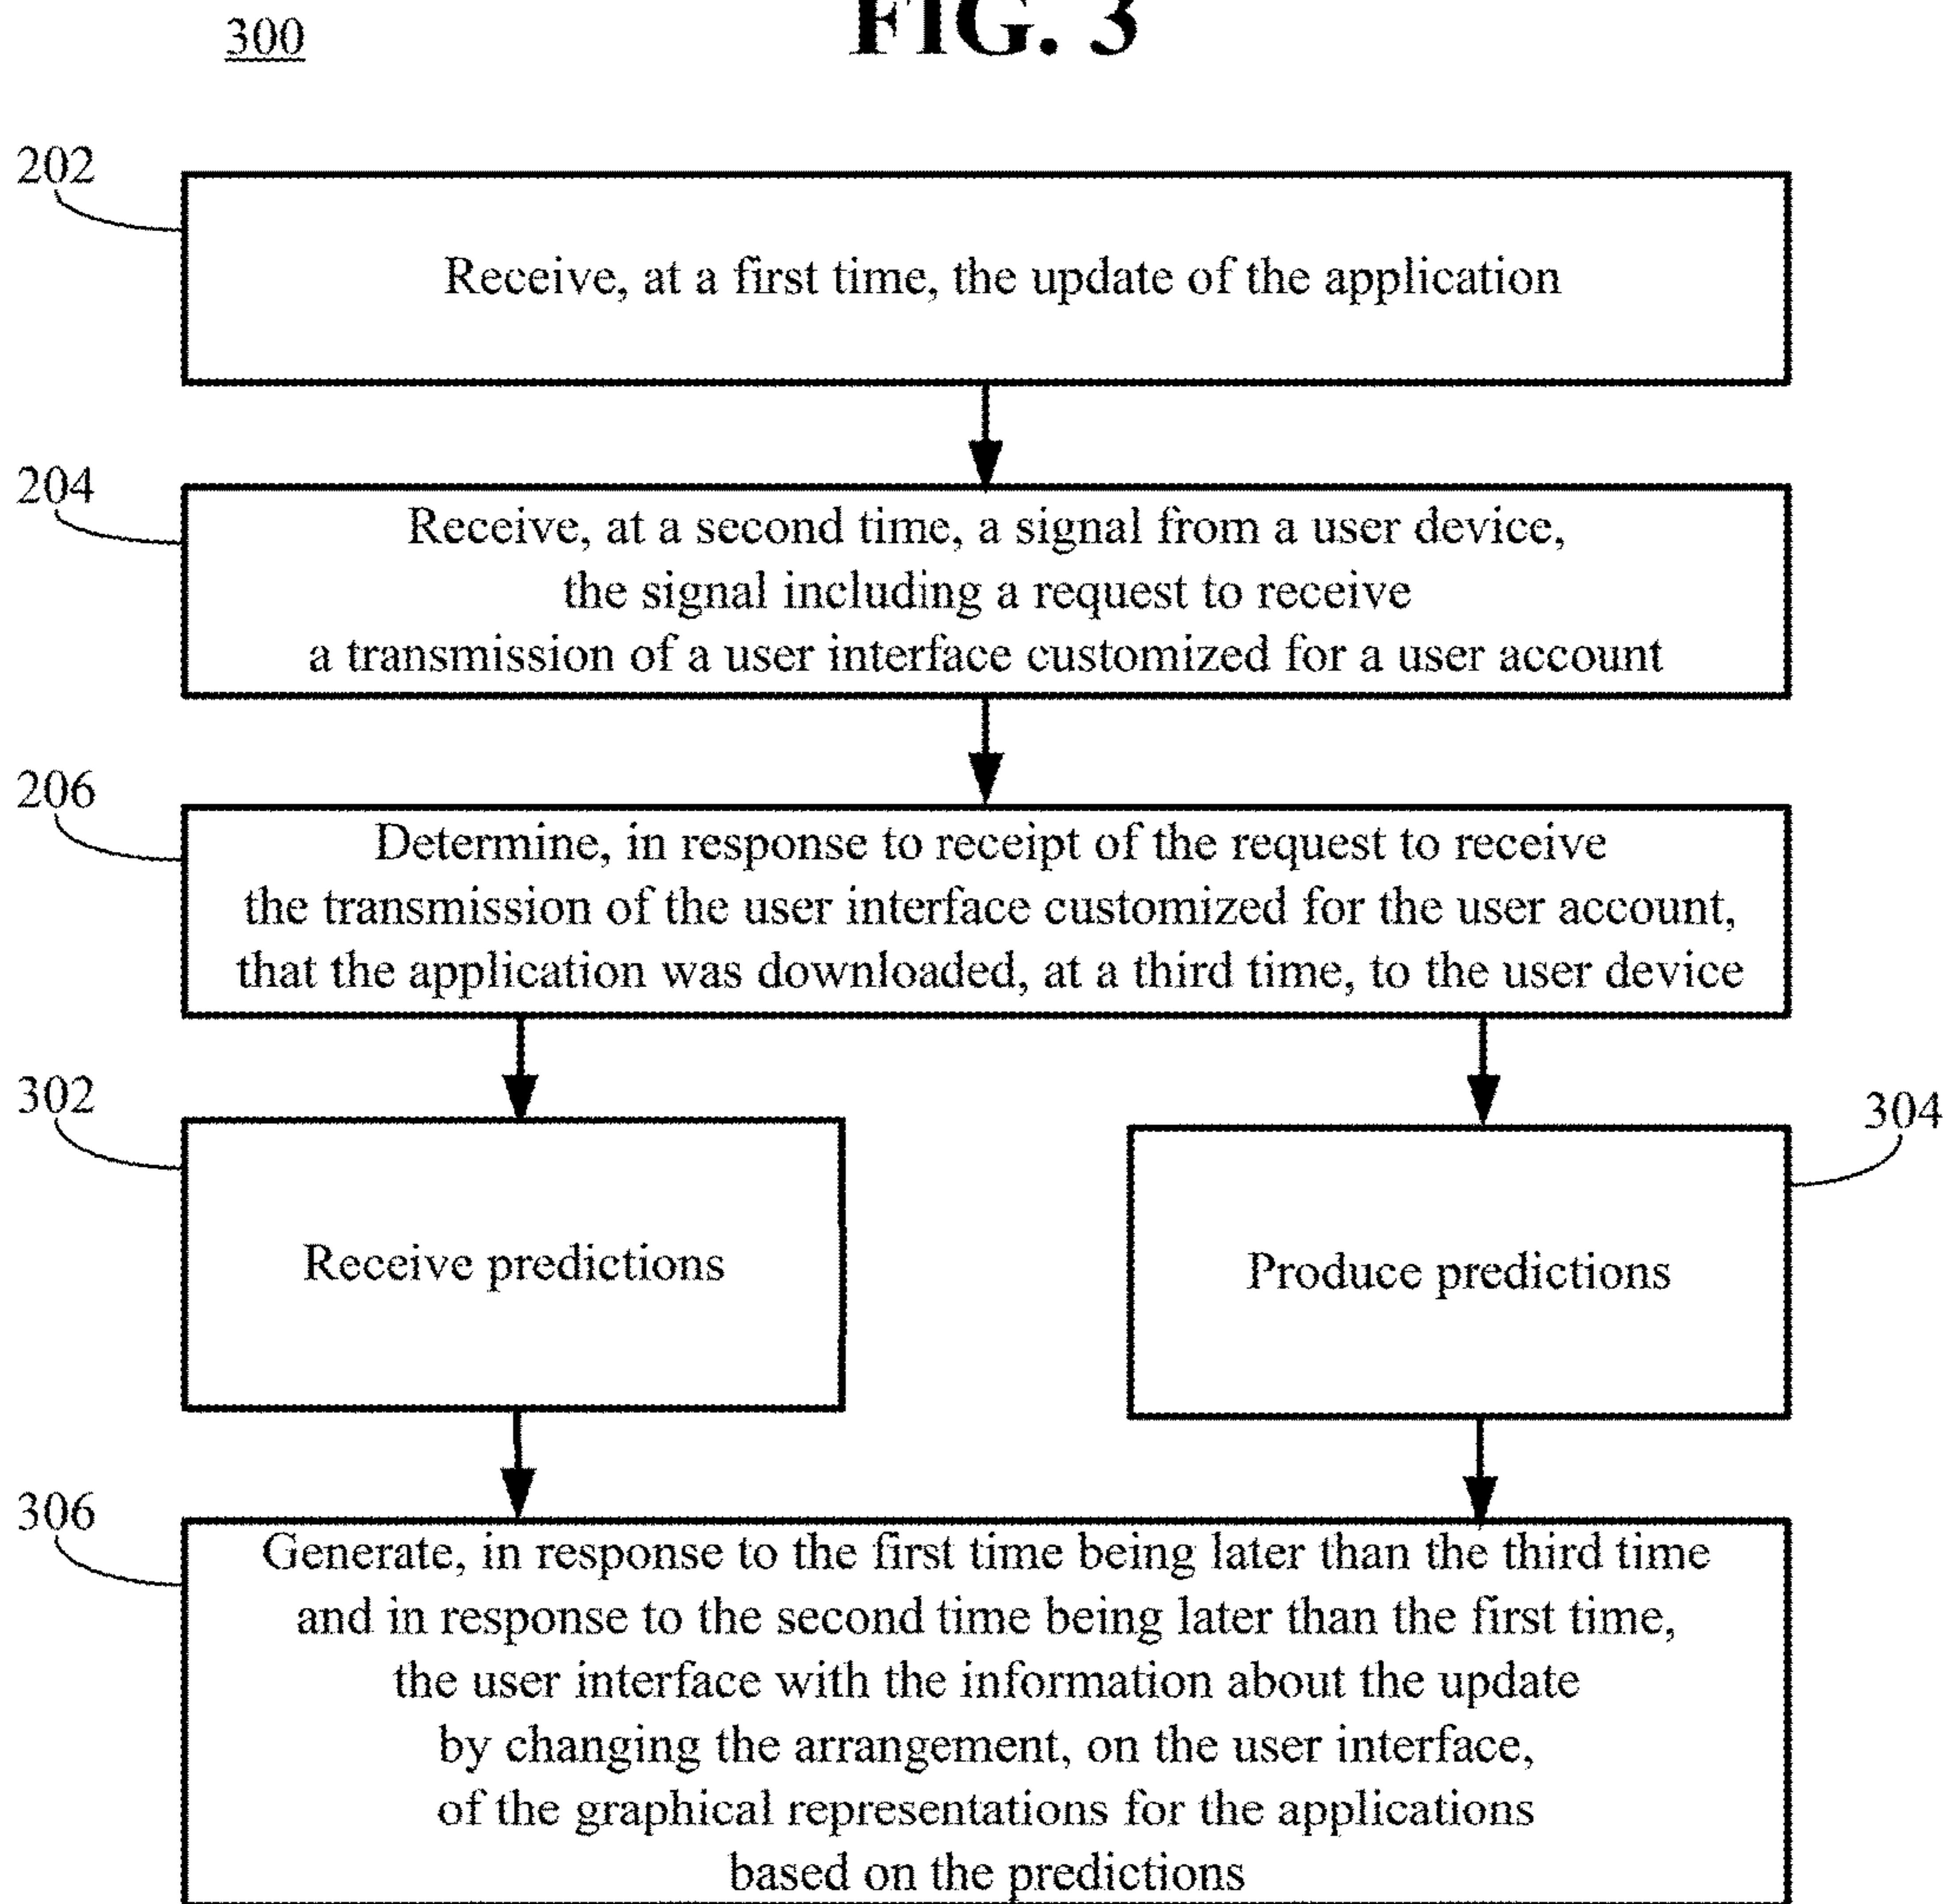 300
FIG. 3
202
Receive, at a first time, the update of the application
204
Receive, at a second time, a signal from a user device,
the signal including a request to receive
a transmission of a user interface customized for a user account
206
Determine, in response to receipt of the request to receive
the transmission of the user interface customized for the user account,
that the application was downloaded, at a third time, to the user device
302
Receive predictions
304
Produce predictions
306
Generate, in response to the first time being later than the third time
and in response to the second time being later than the first time,
the user interface with the information about the update
by changing the arrangement, on the user interface,
of the graphical representations for the applications
based on the predictions